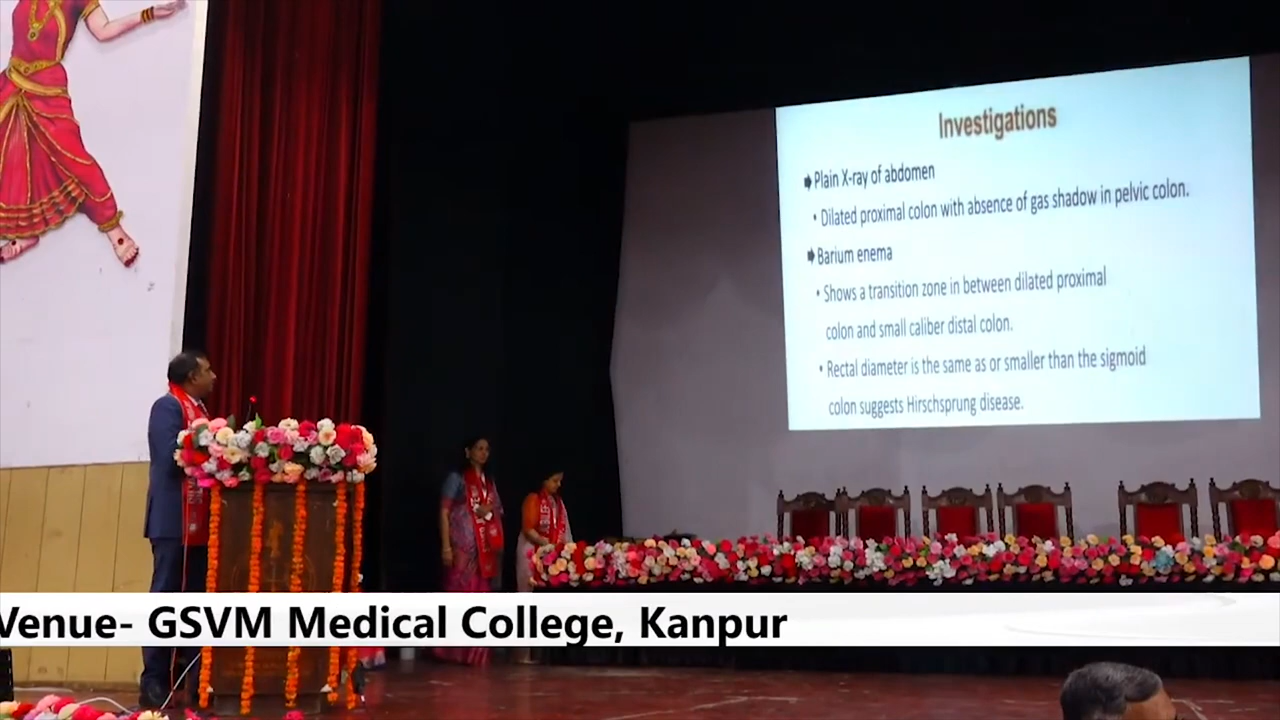 Investigations
Plain X-ray of abdomen
• Dilated proximal colon with absence of gas shadow in pelvic colon.
Barium enema
• Shows a transition zone in between dilated proximal
colon and small caliber distal colon.
• Rectal diameter is the same as or smaller than the sigmoid
colon suggests Hirschsprung disease.
Venue- GSVM Medical College, Kanpur